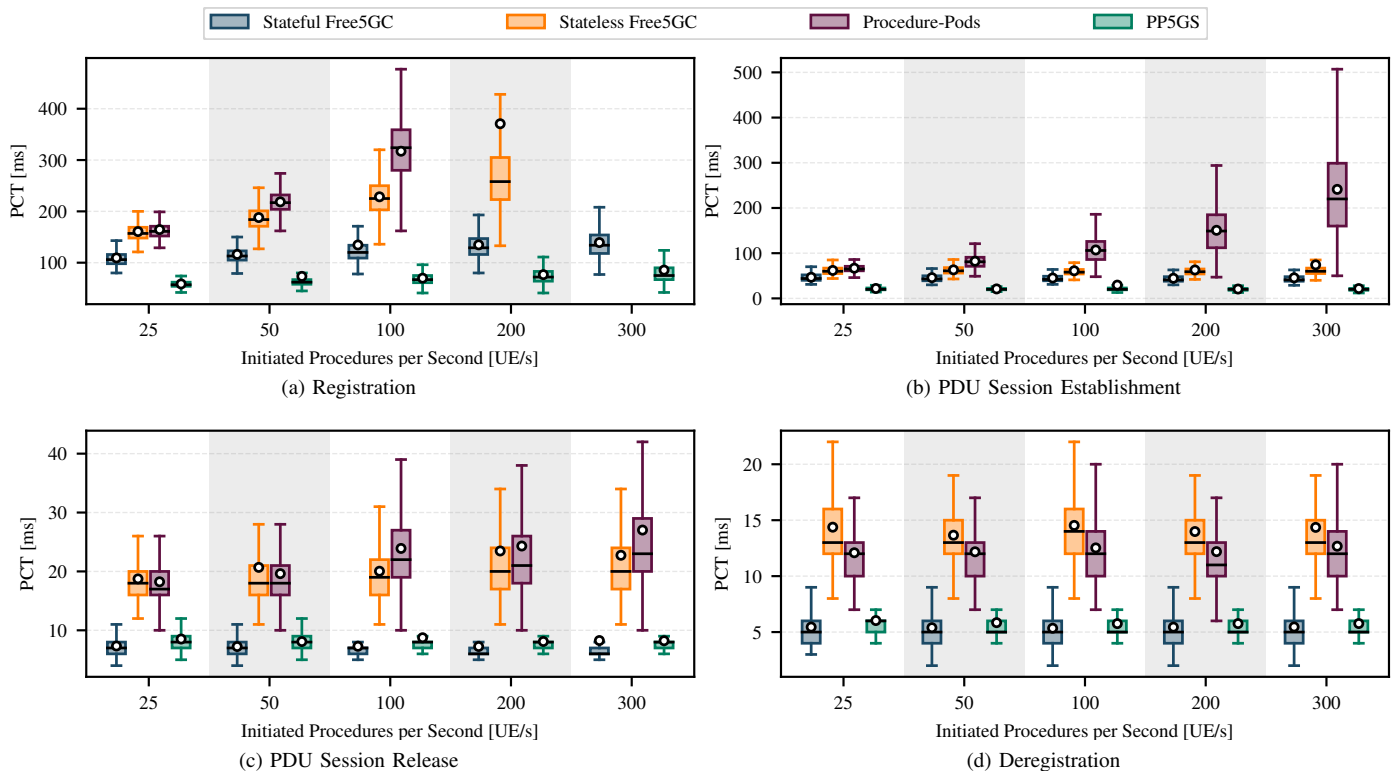 Stateful Free5GC Stateless Free5GC Procedure-Pods PP5GS
PCT [ms]
400
300
200
100
25 50 100 200 300
Initiated Procedures per Second [UE/s]
(a) Registration
PCT [ms]
500
400
300
200
100
0
25 50 100 200 300
Initiated Procedures per Second [UE/s]
(b) PDU Session Establishment
PCT [ms]
40
30
20
10
25 50 100 200 300
Initiated Procedures per Second [UE/s]
(c) PDU Session Release
PCT [ms]
20
15
10
5
25 50 100 200 300
Initiated Procedures per Second [UE/s]
(d) Deregistration